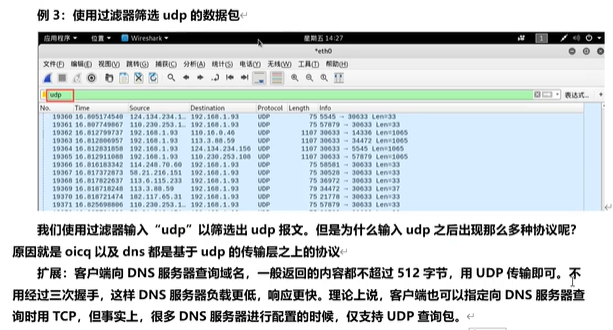 例 3：使用过滤器筛选 udp 的数据包
应用程序 位置 Wireshark 星期五 14:27
*eth0
文件(F) 编辑(E) 视图(V) 跳转(G) 捕获(C) 分析(A) 统计(S) 电话(Y) 无线(W) 工具(T) 帮助(H)
udp 表达式…
No. Time Source Destination Protocol Length Info
19360 16.805174540 124.134.234.1… 192.168.1.93 UDP 75 5545 → 30633 Len=33
19361 16.807749867 110.230.253.1… 192.168.1.93 UDP 75 57879 → 30633 Len=33
19362 16.812799737 192.168.1.93 110.16.0.46 UDP 1107 30633 → 14336 Len=1065
19363 16.812806957 192.168.1.93 113.3.88.59 UDP 1107 30633 → 34472 Len=1065
19364 16.812831858 192.168.1.93 124.134.234.156 UDP 1107 30633 → 5545 Len=1065
19365 16.812911088 192.168.1.93 110.230.253.108 UDP 1107 30633 → 57879 Len=1065
19366 16.816183342 114.248.76.60 192.168.1.93 UDP 75 58581 → 30633 Len=33
19367 16.817372873 58.21.216.151 192.168.1.93 UDP 75 30528 → 30633 Len=33
19368 16.817822637 113.6.115.233 192.168.1.93 UDP 75 36972 → 30633 Len=33
19369 16.818718248 113.3.88.59 192.168.1.93 UDP 79 34472 → 30633 Len=37
19370 16.818721474 182.117.65.31 192.168.1.93 UDP 75 21778 → 30633 Len=33
19371 16.825698806 110.230.253.1… 192.168.1.93 UDP 75 57879 → 30633 Len=33
我们使用过滤器输入“udp”以筛选出 udp 报文。但是为什么输入 udp 之后出现那么多种协议呢？
原因就是 oicq 以及 dns 都是基于 udp 的传输层之上的协议
扩展：客户端向 DNS 服务器查询域名，一般返回的内容都不超过 512 字节，用 UDP 传输即可。不
用经过三次握手，这样 DNS 服务器负载更低，响应更快。理论上说，客户端也可以指定向 DNS 服务器查
询时用 TCP，但事实上，很多 DNS 服务器进行配置的时候，仅支持 UDP 查询包。